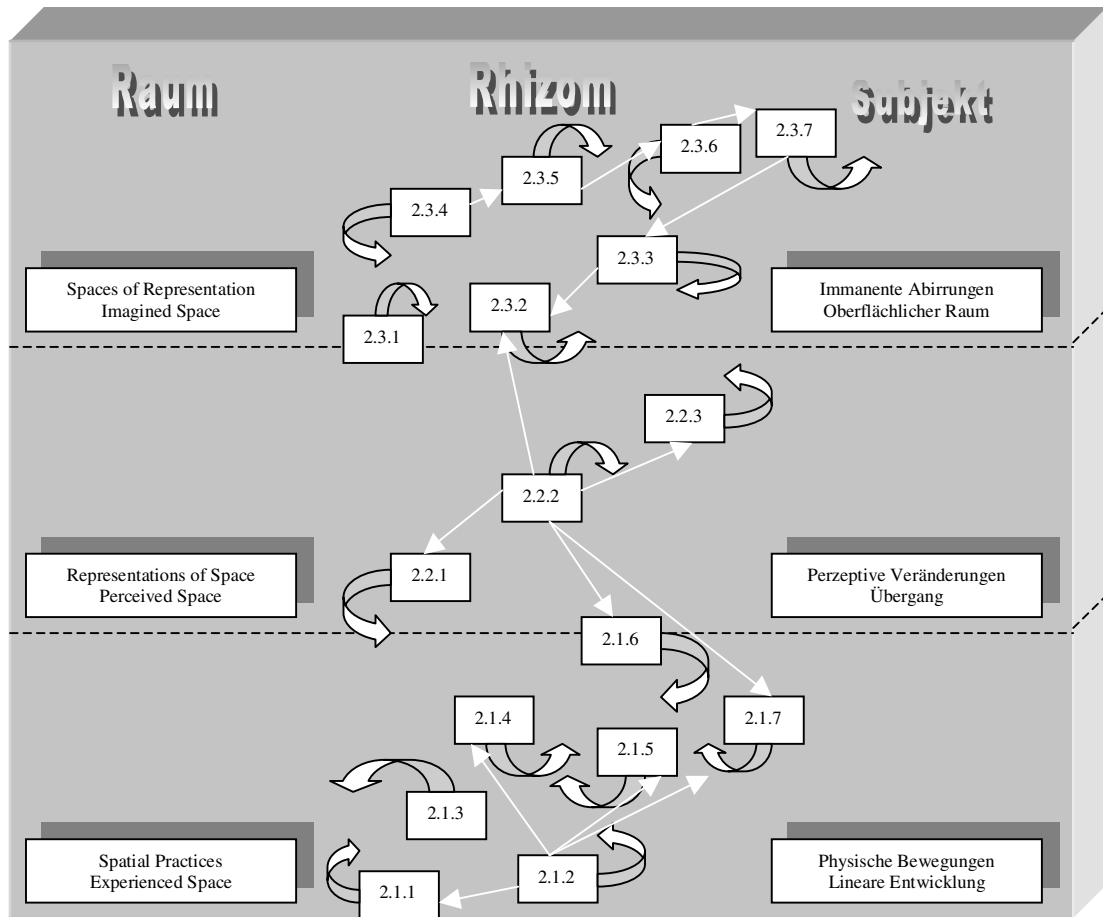 Raum
Rhizom
Subjekt
2.3.7
2.3.6
2.3.5
2.3.4
2.3.3
Spaces of Representation
Imagined Space
2.3.2
2.3.1
Immanente Abirrungen
Oberflächlicher Raum
2.2.3
2.2.2
Representations of Space
Perceived Space
2.2.1
Perzeptive Veränderungen
Übergang
2.1.6
2.1.4
2.1.5
2.1.7
2.1.3
Spatial Practices
Experienced Space
2.1.1
2.1.2
Physische Bewegungen
Lineare Entwicklung